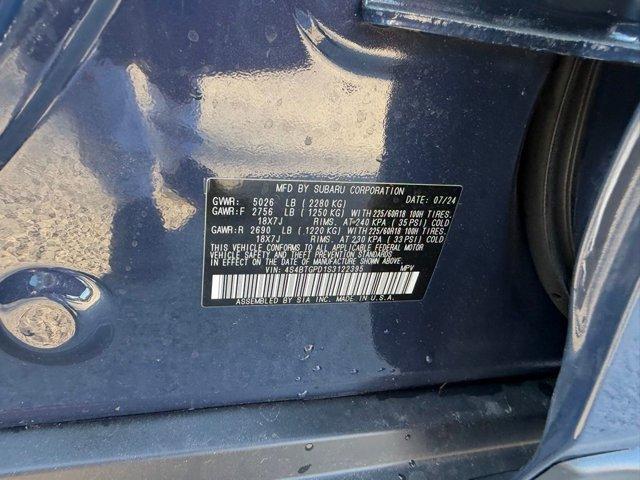 MFD BY SUBARU CORPORATION
GVWR: 5026 LB (2280 KG) DATE: 07/24
GAWR:F 2756 LB (1250 KG) WITH 225/60R18 100H TIRES.
18X7J RIMS. AT 240 KPA (35 PSI) COLD
GAWR:R 2690 LB (1220 KG) WITH 225/60R18 100H TIRES.
18X7J RIMS. AT 230 KPA (33 PSI) COLD
THIS VEHICLE CONFORMS TO ALL APPLICABLE FEDERAL MOTOR
VEHICLE SAFETY AND THEFT PREVENTION STANDARDS
IN EFFECT ON THE DATE OF MANUFACTURE SHOWN ABOVE.
VIN: 4S4BTGPD1S3122395 MPV
ASSEMBLED BY SIA INC. MADE IN U.S.A.